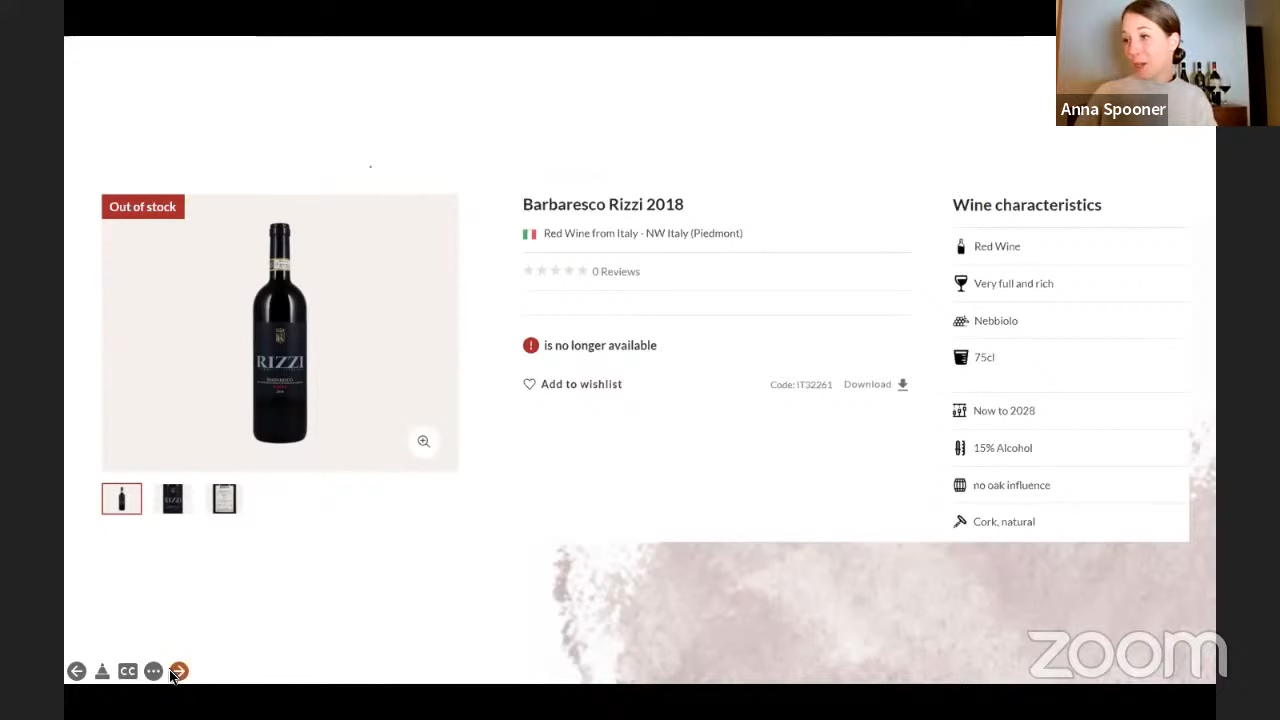 Anna Spooner
Out of stock
RIZZI
BARBARESCO
RIZZI
Barbaresco Rizzi 2018
Red Wine from Italy - NW Italy (Piedmont)
0 Reviews
! is no longer available
Add to wishlist
Code: IT32261
Download
Wine characteristics
Red Wine
Very full and rich
Nebbiolo
75cl
Now to 2028
15% Alcohol
no oak influence
Cork, natural
CC
zoom